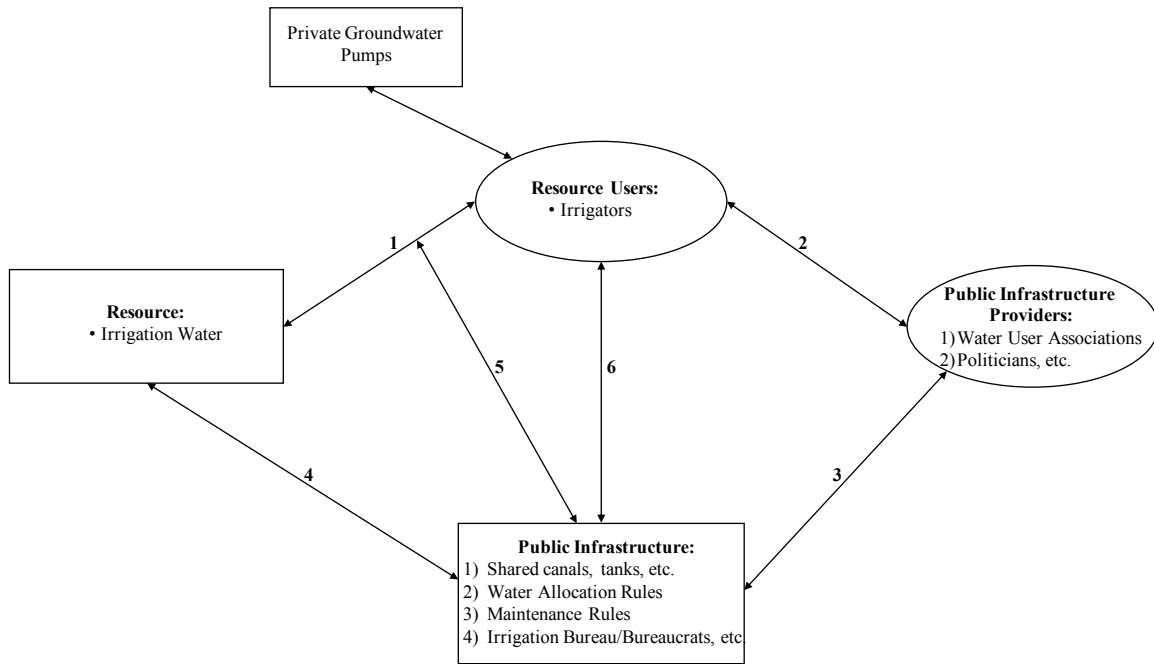 Private Groundwater
Pumps
Resource Users:
• Irrigators
1
2
Resource:
• Irrigation Water
Public Infrastructure
Providers:
1) Water User Associations
2) Politicians, etc.
5
6
4
3
Public Infrastructure:
1) Shared canals, tanks, etc.
2) Water Allocation Rules
3) Maintenance Rules
4) Irrigation Bureau/Bureaucrats, etc.